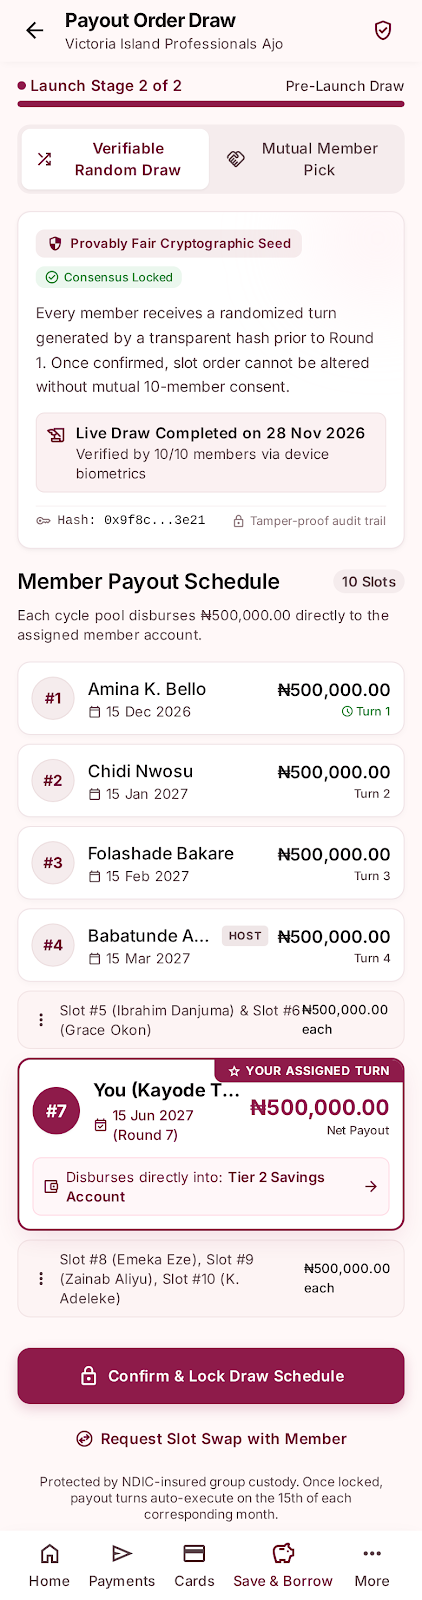 Payout Order Draw
Victoria Island Professionals Ajo
Launch Stage 2 of 2
Pre-Launch Draw
Verifiable
Random Draw
Mutual Member
Pick
Provably Fair Cryptographic Seed
Consensus Locked
Every member receives a randomized turn
generated by a transparent hash prior to Round
1. Once confirmed, slot order cannot be altered
without mutual 10-member consent.
Live Draw Completed on 28 Nov 2026
Verified by 10/10 members via device
biometrics
Hash: 0x9f8c...3e21
Tamper-proof audit trail
Member Payout Schedule
10 Slots
Each cycle pool disburses ₦500,000.00 directly to the
assigned member account.
#1
Amina K. Bello
15 Dec 2026
₦500,000.00
Turn 1
#2
Chidi Nwosu
15 Jan 2027
₦500,000.00
Turn 2
#3
Folashade Bakare
15 Feb 2027
₦500,000.00
Turn 3
#4
Babatunde A...
HOST
15 Mar 2027
₦500,000.00
Turn 4
Slot #5 (Ibrahim Danjuma) & Slot #6
(Grace Okon)
₦500,000.00
each
YOUR ASSIGNED TURN
#7
You (Kayode T...
15 Jun 2027
(Round 7)
₦500,000.00
Net Payout
Disburses directly into: Tier 2 Savings
Account
Slot #8 (Emeka Eze), Slot #9
(Zainab Aliyu), Slot #10 (K.
Adeleke)
₦500,000.00
each
Confirm & Lock Draw Schedule
Request Slot Swap with Member
Protected by NDIC-insured group custody. Once locked,
payout turns auto-execute on the 15th of each
corresponding month.
Home
Payments
Cards
Save & Borrow
More